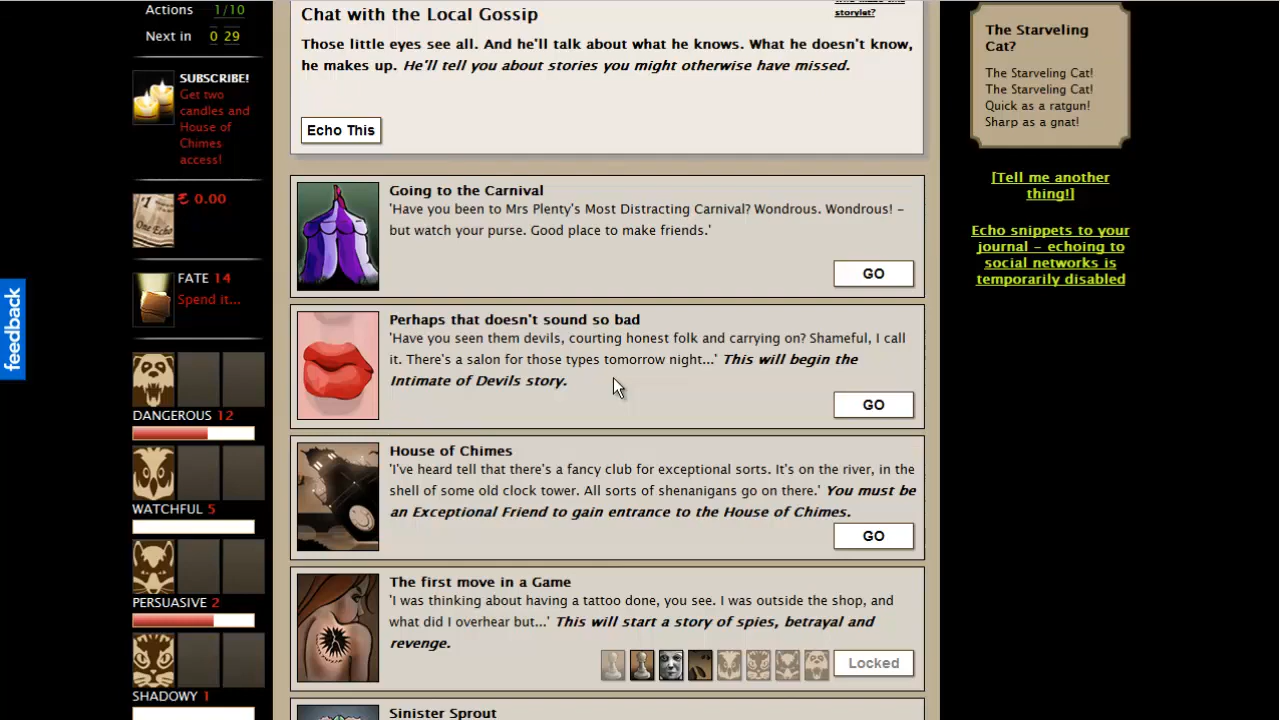 Actions 1/10
Next in 0 29
SUBSCRIBE!
Get two
candles and
House of
Chimes
access!
€ 0.00
FATE 14
Spend it...
feedback
DANGEROUS 12
WATCHFUL 5
PERSUASIVE 2
SHADOWY 1
Chat with the Local Gossip
storylet?
Those little eyes see all. And he'll talk about what he knows. What he doesn't know,
he makes up. He'll tell you about stories you might otherwise have missed.
Echo This
Going to the Carnival
'Have you been to Mrs Plenty's Most Distracting Carnival? Wondrous. Wondrous! –
but watch your purse. Good place to make friends.'
GO
Perhaps that doesn't sound so bad
'Have you seen them devils, courting honest folk and carrying on? Shameful, I call
it. There's a salon for those types tomorrow night...' This will begin the
Intimate of Devils story.
GO
House of Chimes
'I've heard tell that there's a fancy club for exceptional sorts. It's on the river, in the
shell of some old clock tower. All sorts of shenanigans go on there.' You must be
an Exceptional Friend to gain entrance to the House of Chimes.
GO
The first move in a Game
'I was thinking about having a tattoo done, you see. I was outside the shop, and
what did I overhear but...' This will start a story of spies, betrayal and
revenge.
Locked
Sinister Sprout
The Starveling
Cat?
The Starveling Cat!
The Starveling Cat!
Quick as a ratgun!
Sharp as a gnat!
[Tell me another
thing!]
Echo snippets to your
journal – echoing to
social networks is
temporarily disabled